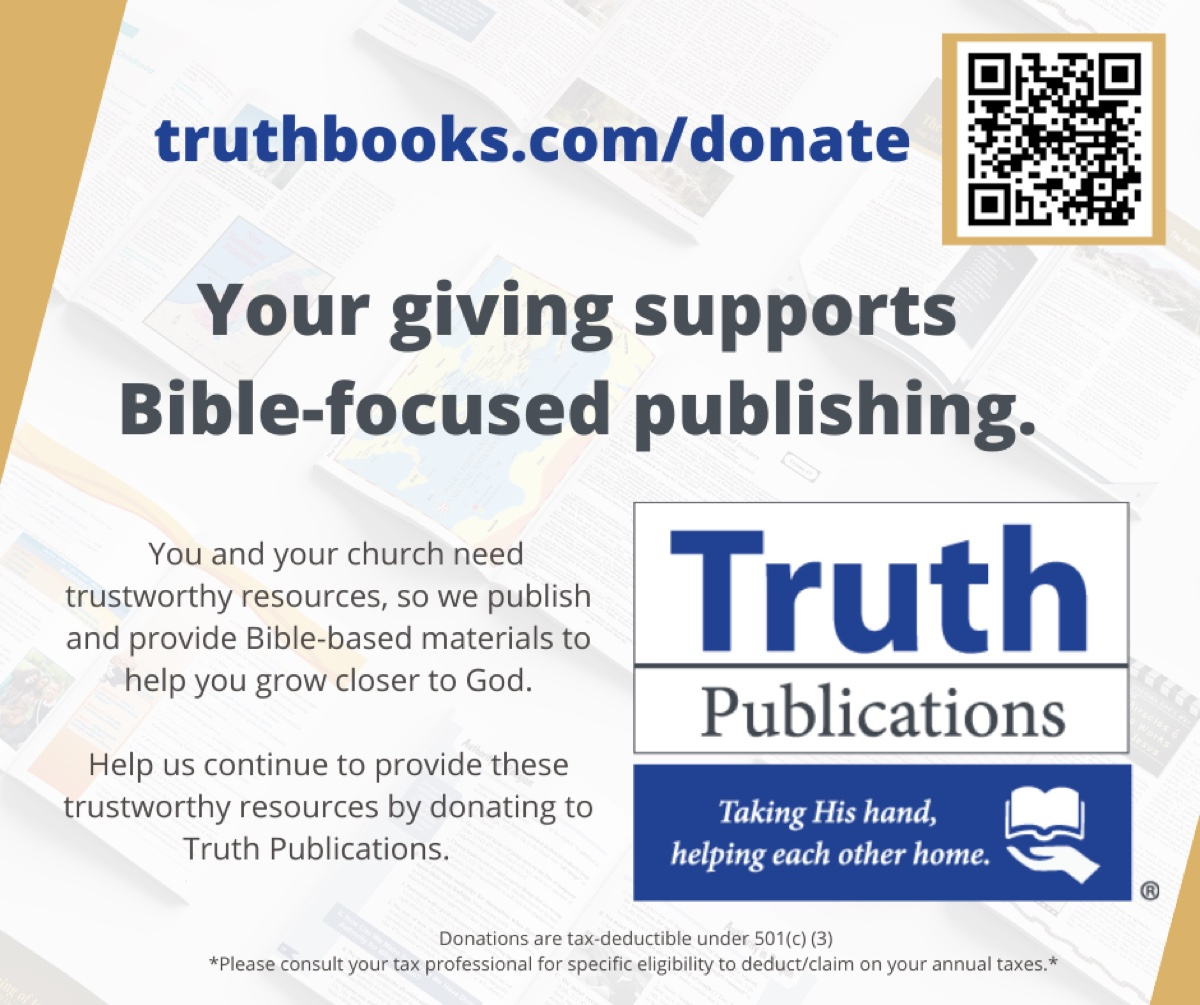 truthbooks.com/donate
Your giving supports
Bible-focused publishing.
You and your church need
trustworthy resources, so we publish
and provide Bible-based materials to
help you grow closer to God.
Help us continue to provide these
trustworthy resources by donating to
Truth Publications.
Truth
Publications
Taking His hand,
helping each other home.
®
Donations are tax-deductible under 501(c) (3)
*Please consult your tax professional for specific eligibility to deduct/claim on your annual taxes.*